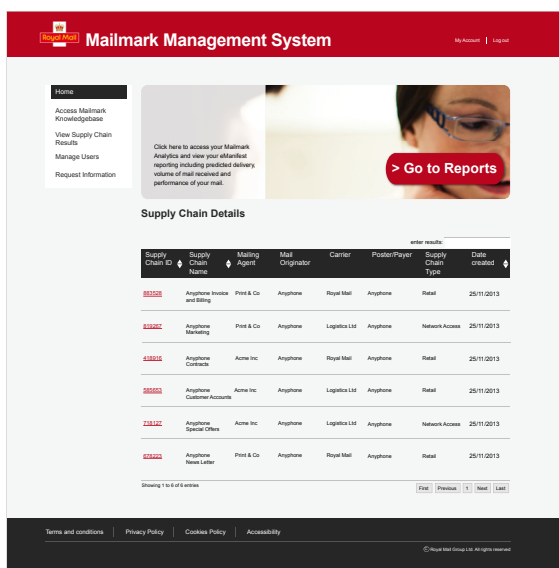 Royal Mail
Mailmark Management System
My Account | Log out
Home
Access Mailmark
Knowledgebase
View Supply Chain
Results
Manage Users
Request Information
Click here to access your Mailmark
Analytics and view your eManifest
reporting including predicted delivery,
volume of mail received and
performance of your mail.
> Go to Reports
Supply Chain Details
enter results:
Supply Chain ID Supply Chain Name Mailing Agent Mail Originator Carrier Poster/Payer Supply Chain Type Date created
883528 Anyphone Invoice and Billing Print & Co Anyphone Royal Mail Anyphone Retail 25/11/2013
819287 Anyphone Marketing Print & Co Anyphone Logistics Ltd Anyphone Network Access 25/11/2013
418916 Anyphone Contracts Acme Inc Anyphone Royal Mail Anyphone Retail 25/11/2013
585653 Anyphone Customer Accounts Acme Inc Anyphone Logistics Ltd Anyphone Retail 25/11/2013
718127 Anyphone Special Offers Acme Inc Anyphone Logistics Ltd Anyphone Network Access 25/11/2013
678223 Anyphone News Letter Print & Co Anyphone Royal Mail Anyphone Retail 25/11/2013
Showing 1 to 6 of 6 entries
First Previous 1 Next Last
Terms and conditions | Privacy Policy | Cookies Policy | Accessibility
© Royal Mail Group Ltd. All rights reserved